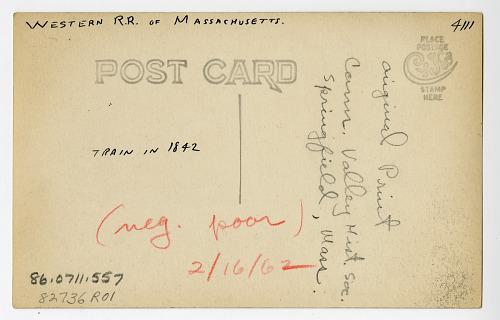 WESTERN R.R. OF MASSACHUSETTS.
4111
POST CARD
PLACE
POSTAGE
STAMP
HERE
TRAIN IN 1842
original Print
Conn. Valley Hist Soc.
Springfield, Mass.
(neg. poor)
2/16/62
86.0711.557
82736 R01